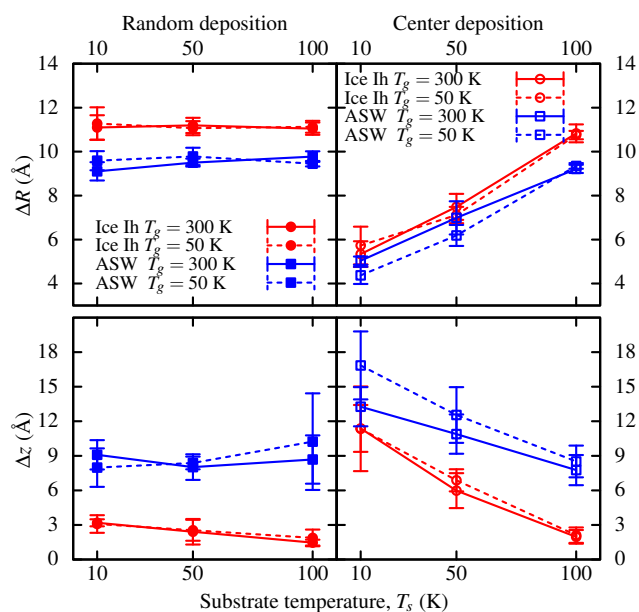 Random deposition
Center deposition
10 50 100 10 50 100
14 14
12 12
10 10
8 8
6 6
4 4
ΔR (Å)
Ice Ih T_g = 300 K
Ice Ih T_g = 50 K
ASW T_g = 300 K
ASW T_g = 50 K
Ice Ih T_g = 300 K
Ice Ih T_g = 50 K
ASW T_g = 300 K
ASW T_g = 50 K
18 18
15 15
12 12
9 9
6 6
3 3
0 0
Δz (Å)
10 50 100 10 50 100
Substrate temperature, T_s (K)